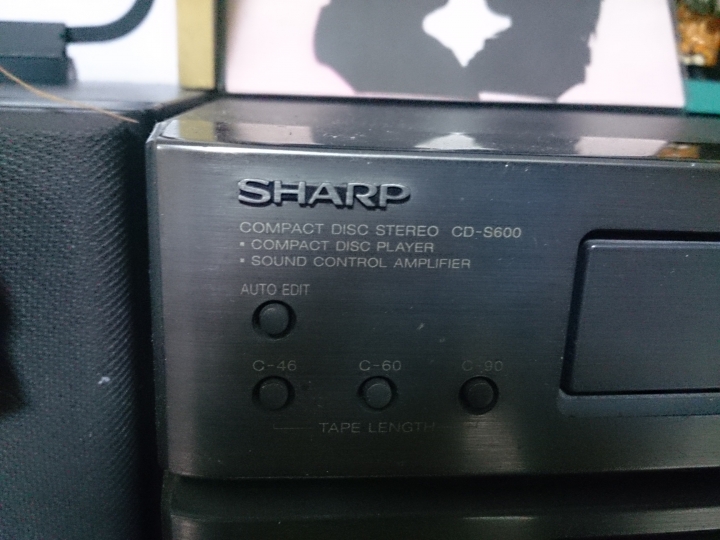 SHARP
COMPACT DISC STEREO CD-S600
▪ COMPACT DISC PLAYER
▪ SOUND CONTROL AMPLIFIER
AUTO EDIT
C-46 C-60 C-90
TAPE LENGTH